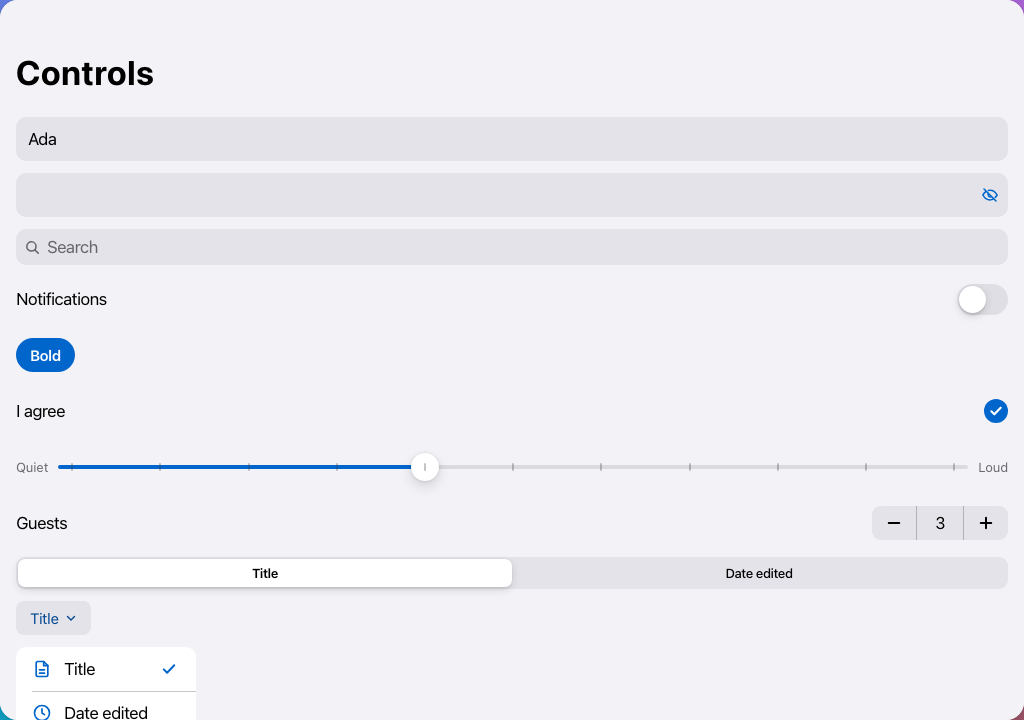 Controls
Ada
Search
Notifications
Bold
I agree
Quiet Loud
Guests 3
Title Date edited
Title
Title
Date edited